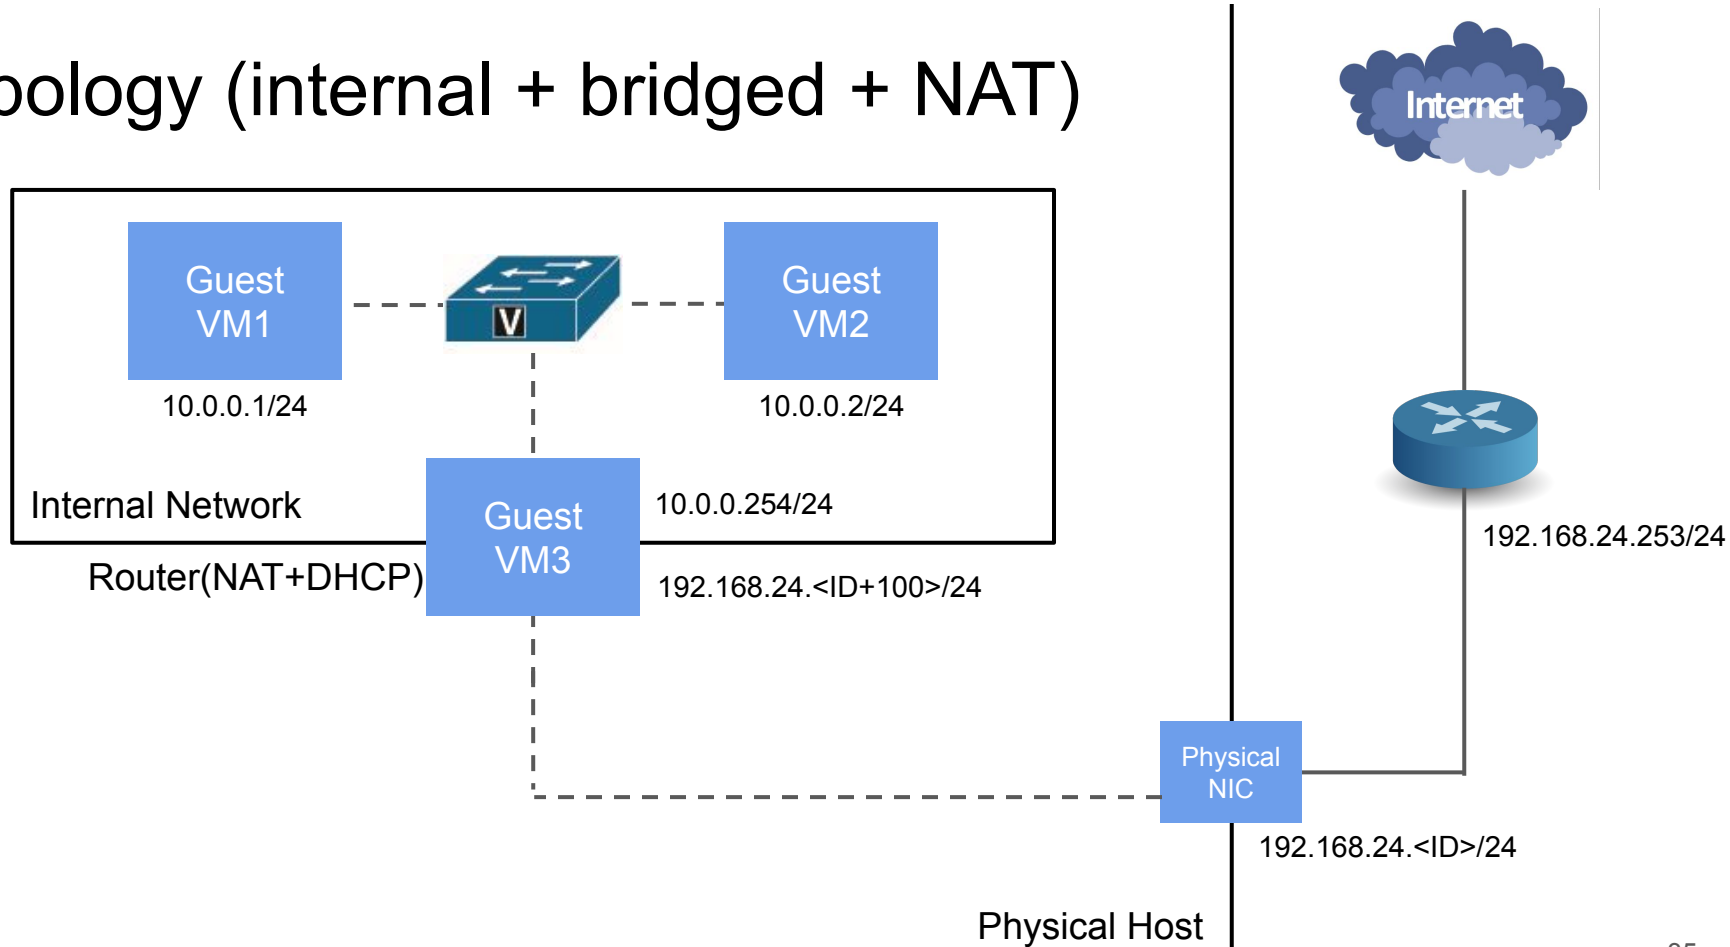 pology (internal + bridged + NAT)
Internet
Guest
VM1
V
Guest
VM2
10.0.0.1/24
10.0.0.2/24
Internal Network
Guest
VM3
10.0.0.254/24
192.168.24.253/24
Router(NAT+DHCP)
192.168.24.<ID+100>/24
Physical
NIC
192.168.24.<ID>/24
Physical Host